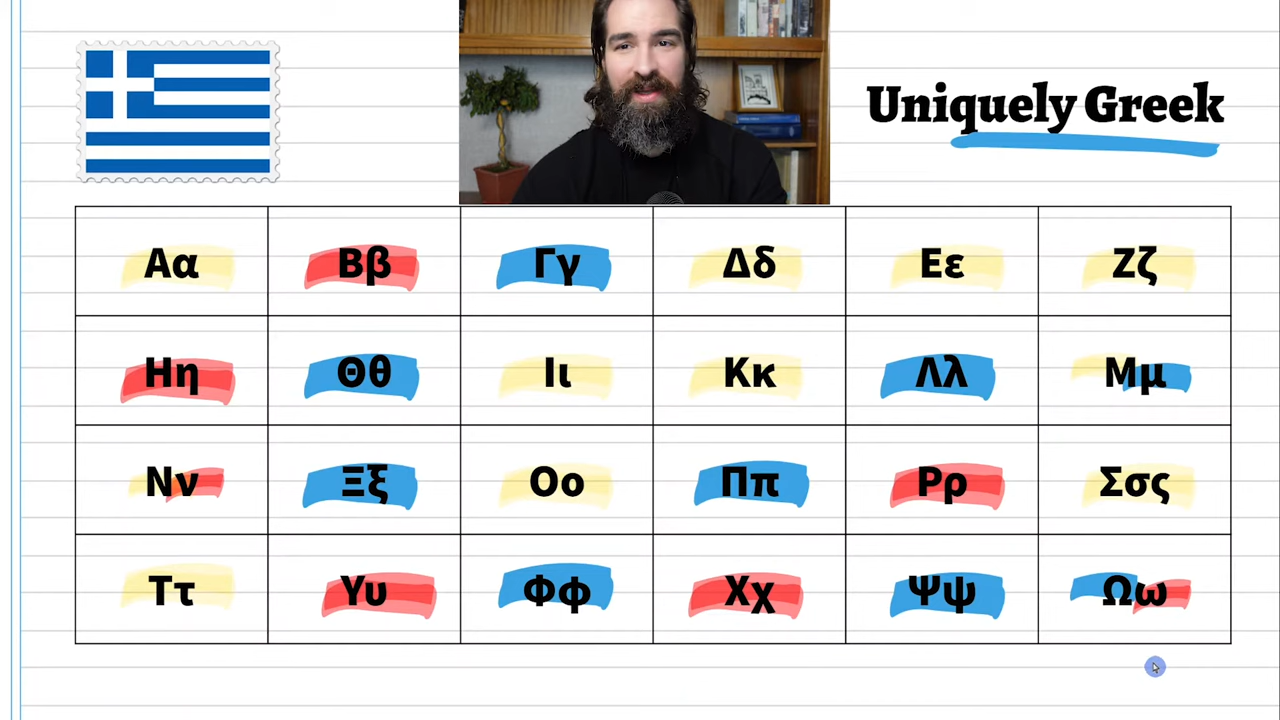 Uniquely Greek
Αα Ββ Γγ Δδ Εε Ζζ
Ηη Θθ Ιι Κκ Λλ Μμ
Νν Ξξ Οο Ππ Ρρ Σσς
Ττ Υυ Φφ Χχ Ψψ Ωω